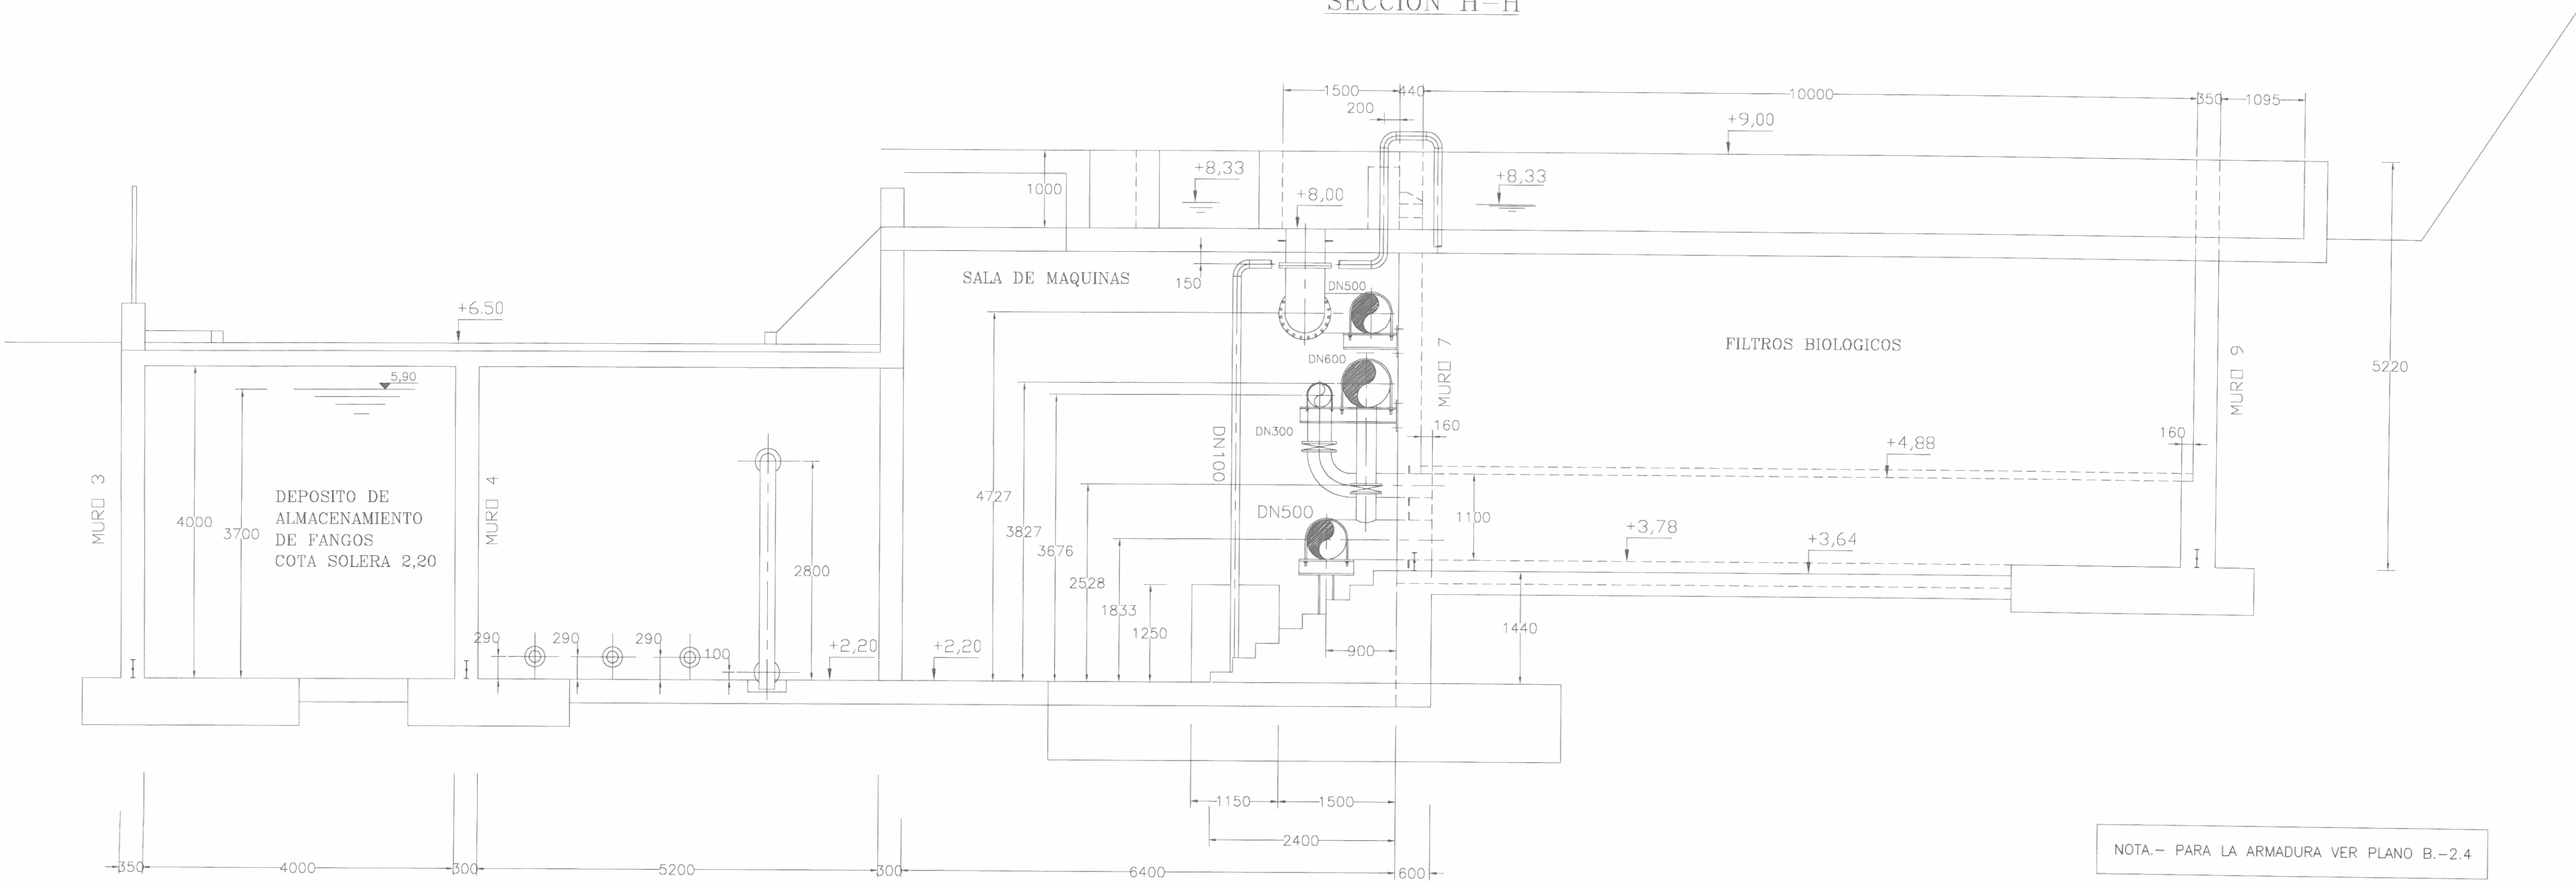 SECCION H-H
1500
440
10000
350
1095
200
+9,00
+8,33
+8,33
1000
+8,00
SALA DE MAQUINAS
150
DN500
+6.50
DN600
MURO 7
FILTROS BIOLOGICOS
MURO 9
5220
5,90
DN300
160
160
+4,88
DN100
MURO 3
4000
3700
DEPOSITO DE
ALMACENAMIENTO
DE FANGOS
COTA SOLERA 2,20
MURO 4
4727
3827
3676
2528
1833
1250
DN500
1100
+3,78
+3,64
2800
1440
290
290
290
100
+2,20
+2,20
900
1150
1500
2400
350
4000
300
5200
300
6400
600
NOTA.- PARA LA ARMADURA VER PLANO B.-2.4